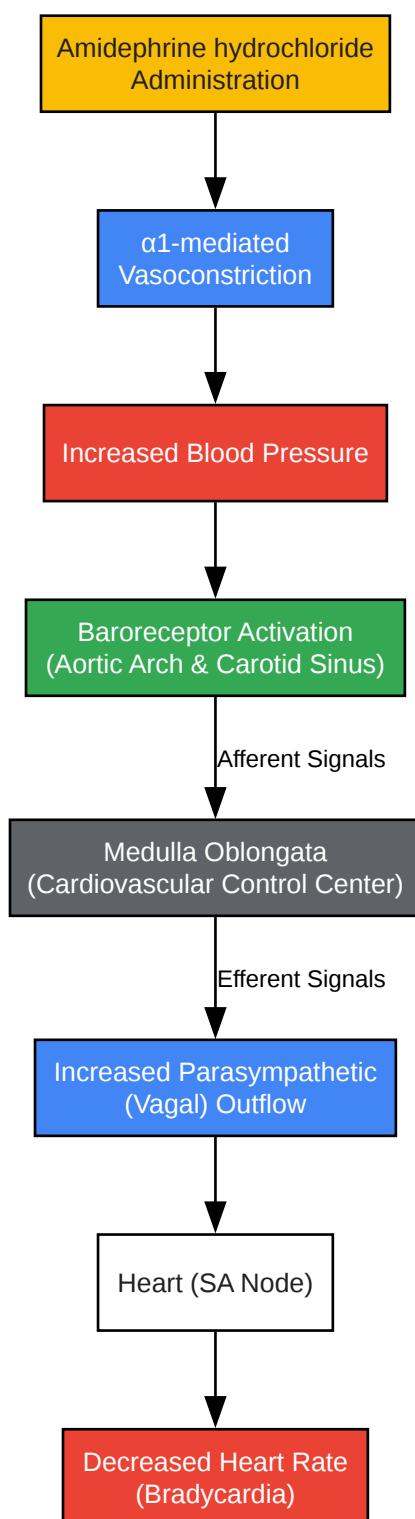 Amidephrine hydrochloride
Administration
α1-mediated
Vasoconstriction
Increased Blood Pressure
Baroreceptor Activation
(Aortic Arch & Carotid Sinus)
Afferent Signals
Medulla Oblongata
(Cardiovascular Control Center)
Efferent Signals
Increased Parasympathetic
(Vagal) Outflow
Heart (SA Node)
Decreased Heart Rate
(Bradycardia)